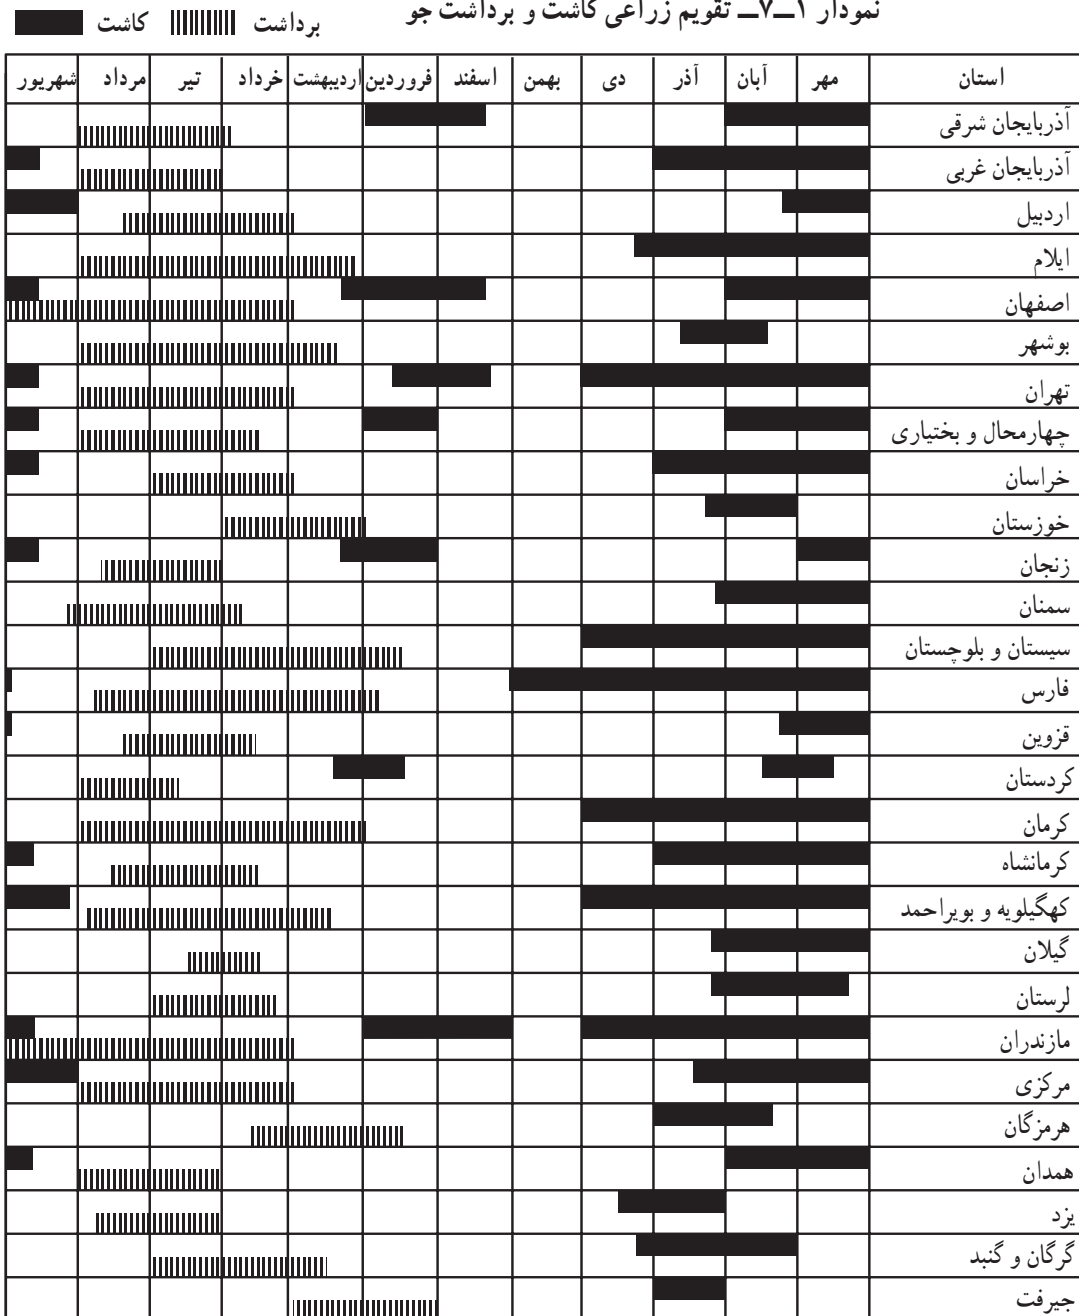 نمودار ۱ــ۷ــ تقویم زراعی کاشت و برداشت جو
برداشت کاشت
استان مهر آبان آذر دی بهمن اسفند فروردین اردیبهشت خرداد تیر مرداد شهریور
آذربایجان شرقی
آذربایجان غربی
اردبیل
ایلام
اصفهان
بوشهر
تهران
چهارمحال و بختیاری
خراسان
خوزستان
زنجان
سمنان
سیستان و بلوچستان
فارس
قزوین
کردستان
کرمان
کرمانشاه
کهگیلویه و بویراحمد
گیلان
لرستان
مازندران
مرکزی
هرمزگان
همدان
یزد
گرگان و گنبد
جیرفت